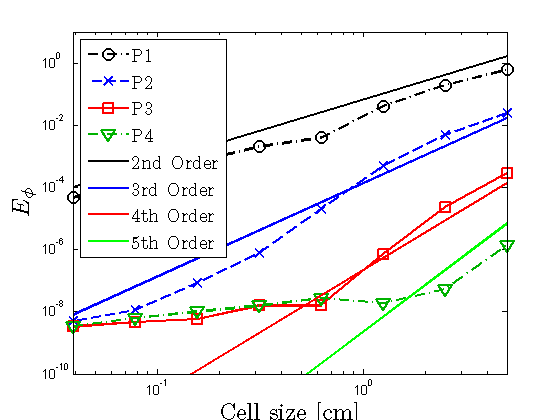 10^0
10^-2
10^-4
10^-6
10^-8
10^-10
E_ϕ
P1
P2
P3
P4
2nd Order
3rd Order
4th Order
5th Order
10^-1
10^0
Cell size [cm]